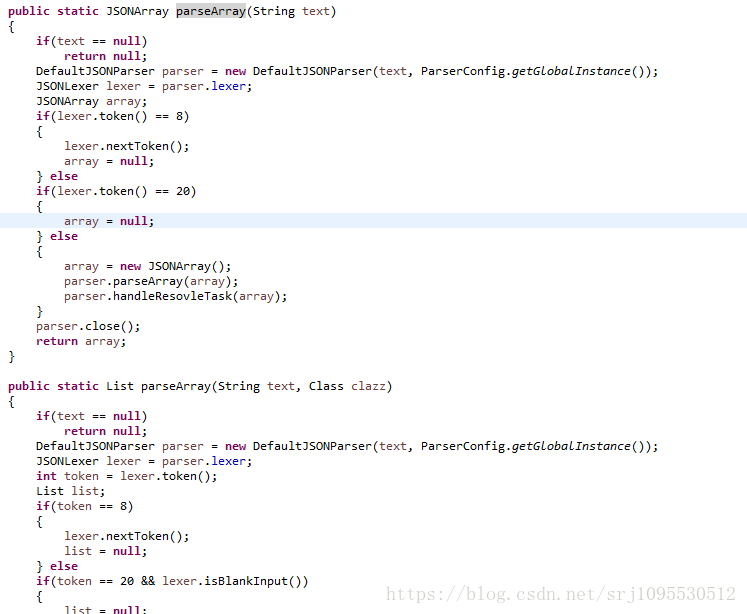 public static JSONArray parseArray(String text)
{
    if(text == null)
        return null;
    DefaultJSONParser parser = new DefaultJSONParser(text, ParserConfig.getGlobalInstance());
    JSONLexer lexer = parser.lexer;
    JSONArray array;
    if(lexer.token() == 8)
    {
        lexer.nextToken();
        array = null;
    } else
    if(lexer.token() == 20)
    {
        array = null;
    } else
    {
        array = new JSONArray();
        parser.parseArray(array);
        parser.handleResovleTask(array);
    }
    parser.close();
    return array;
}
public static List parseArray(String text, Class clazz)
{
    if(text == null)
        return null;
    DefaultJSONParser parser = new DefaultJSONParser(text, ParserConfig.getGlobalInstance());
    JSONLexer lexer = parser.lexer;
    int token = lexer.token();
    List list;
    if(token == 8)
    {
        lexer.nextToken();
        list = null;
    } else
    if(token == 20 && lexer.isBlankInput())
    {
        list = null;
https://blog.csdn.net/srj1095530512